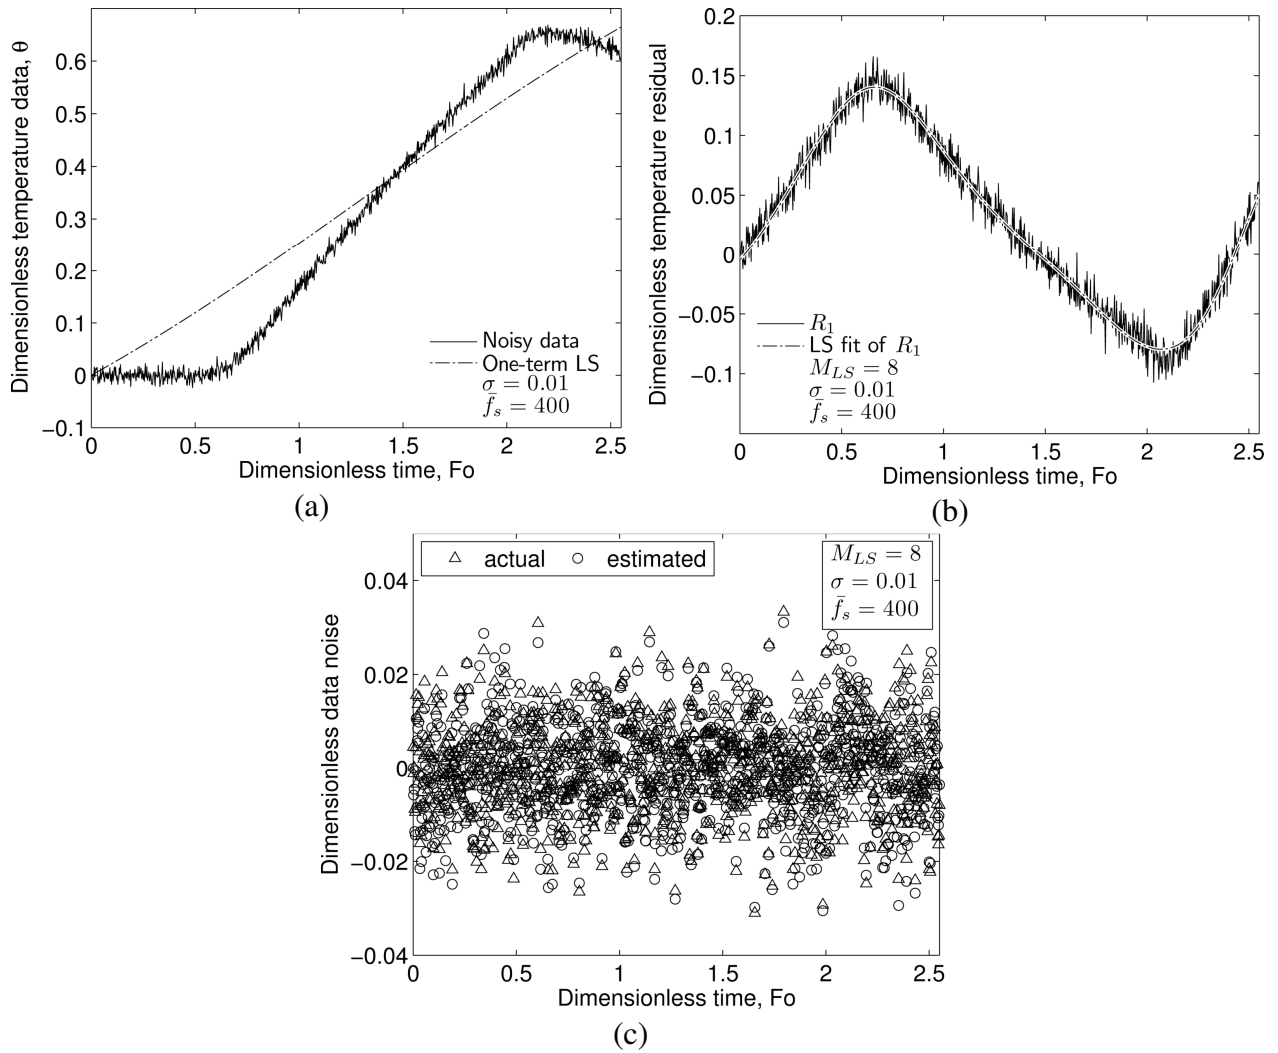 0.6
0.5
0.4
0.3
0.2
0.1
0
−0.1
Dimensionless temperature data, θ
Noisy data
One-term LS
σ = 0.01
f̄ₛ = 400
0 0.5 1 1.5 2 2.5
Dimensionless time, Fo
(a)
0.2
0.15
0.1
0.05
0
−0.05
−0.1
Dimensionless temperature residual
R₁
LS fit of R₁
M_{LS} = 8
σ = 0.01
f̄ₛ = 400
0 0.5 1 1.5 2 2.5
Dimensionless time, Fo
(b)
actual estimated
M_{LS} = 8
σ = 0.01
f̄ₛ = 400
0.04
0.02
0
−0.02
−0.04
Dimensionless data noise
0 0.5 1 1.5 2 2.5
Dimensionless time, Fo
(c)